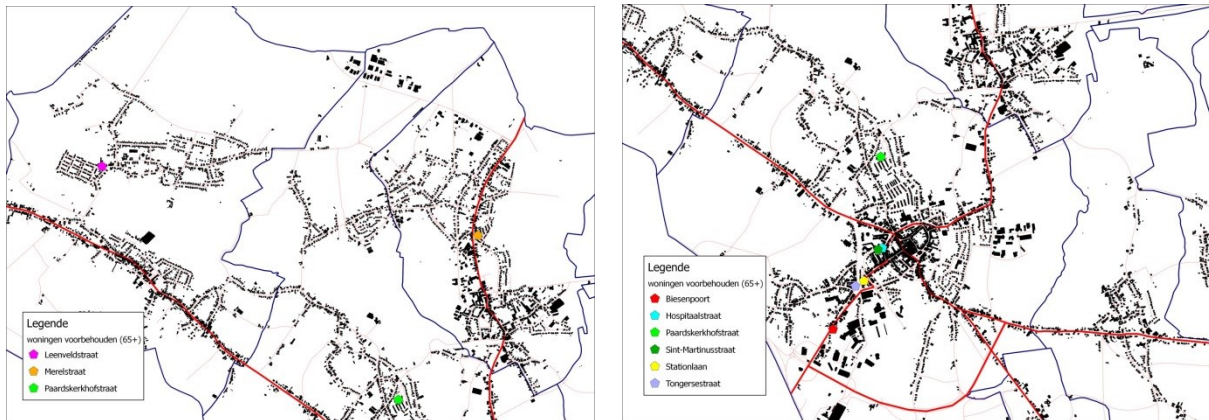 Legende
woningen voorbehouden (65+)
Leenveldstraat
Merelstraat
Paardskerkhofstraat
Legende
woningen voorbehouden (65+)
Biesenpoort
Hospitaalstraat
Paardskerkhofstraat
Sint-Martinusstraat
Stationlaan
Tongersestraat